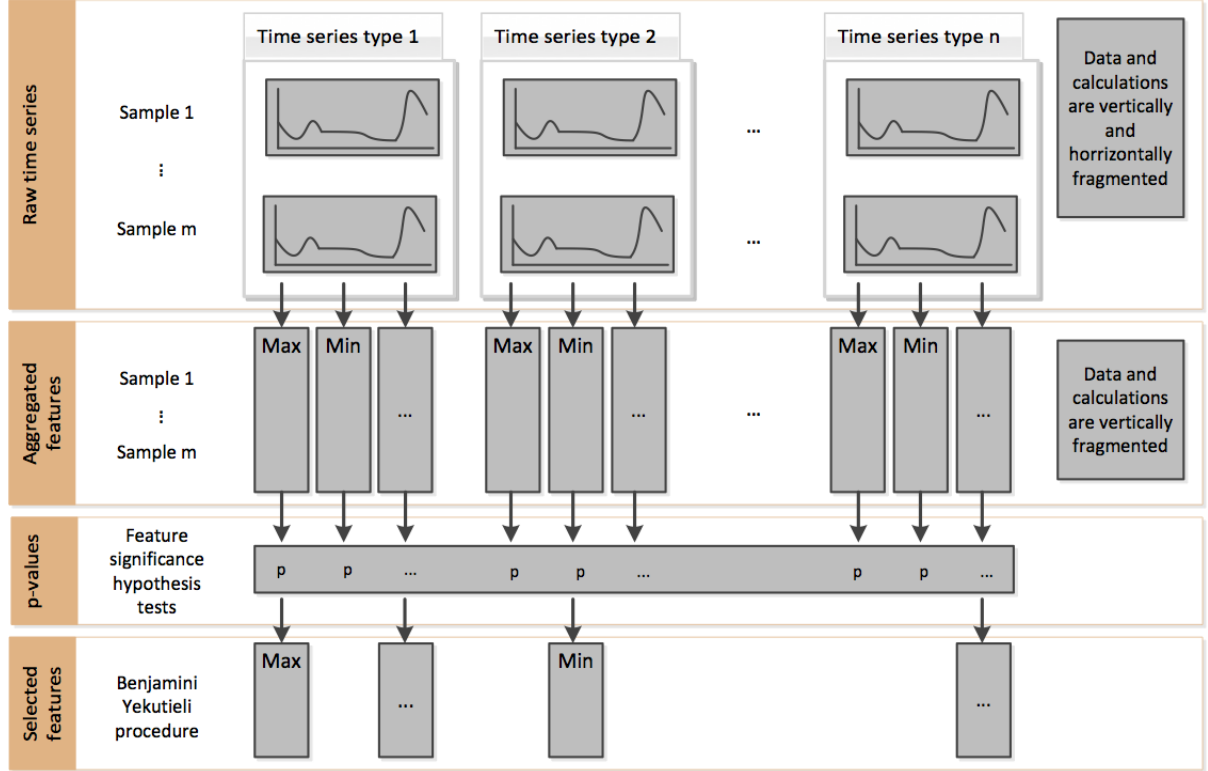 Raw time series
Time series type 1
Time series type 2
Time series type n
Sample 1
⋮
Sample m
...
...
Data and
calculations
are vertically
and
horrizontally
fragmented
Aggregated
features
Sample 1
⋮
Sample m
Max
Min
...
Max
Min
...
...
Max
Min
...
Data and
calculations
are vertically
fragmented
p-values
Feature
significance
hypothesis
tests
p
p
...
p
p
...
p
p
...
Selected
features
Benjamini
Yekutieli
procedure
Max
...
Min
...